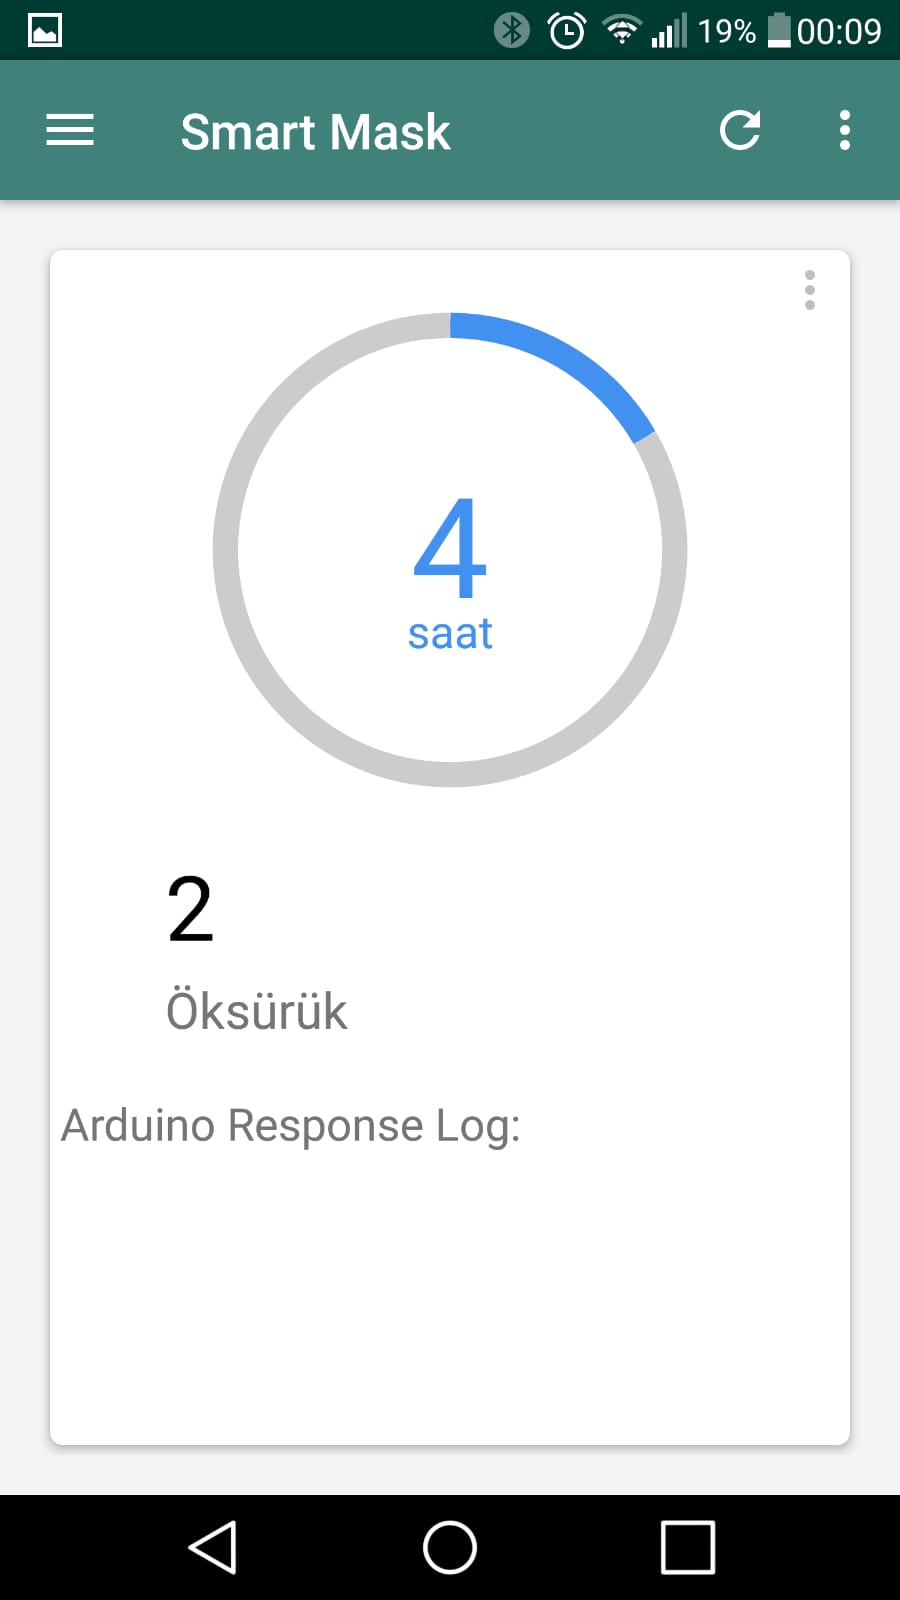 19% 00:09
Smart Mask
4
saat
2
Öksürük
Arduino Response Log: